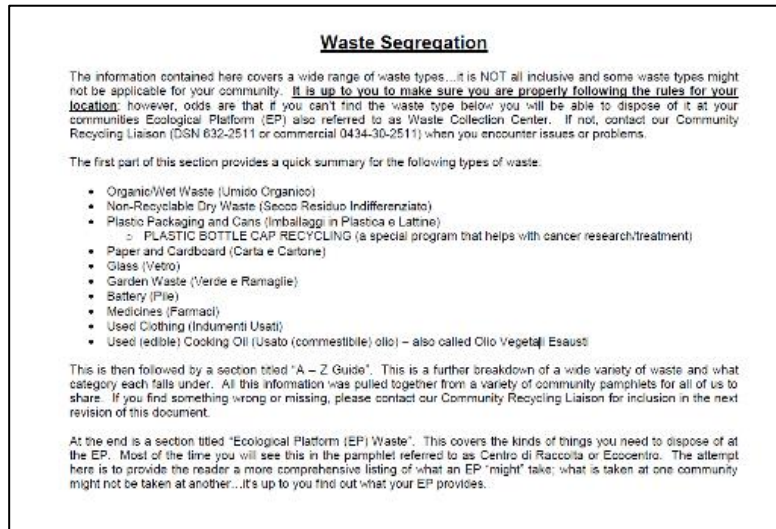 Waste Segregation
The information contained here covers a wide range of waste types...it is NOT all inclusive and some waste types might
not be applicable for your community. It is up to you to make sure you are properly following the rules for your
location; however, odds are that if you can't find the waste type below you will be able to dispose of it at your
communities Ecological Platform (EP) also referred to as Waste Collection Center. If not, contact our Community
Recycling Liaison (DSN 632-2511 or commercial 0434-30-2511) when you encounter issues or problems.
The first part of this section provides a quick summary for the following types of waste.
• Organic/Wet Waste (Umido Organico)
• Non-Recyclable Dry Waste (Secco Residuo Indifferenziato)
• Plastic Packaging and Cans (Imballaggi in Plastica e Lattine)
o PLASTIC BOTTLE CAP RECYCLING (a special program that helps with cancer research/treatment)
• Paper and Cardboard (Carta e Cartone)
• Glass (Vetro)
• Garden Waste (Verde e Ramaglie)
• Battery (Pile)
• Medicines (Farmaci)
• Used Clothing (Indumenti Usati)
• Used (edible) Cooking Oil (Usato (commestibile) olio) – also called Olio Vegetali Esausti
This is then followed by a section titled "A – Z Guide". This is a further breakdown of a wide variety of waste and what
category each falls under. All this information was pulled together from a variety of community pamphlets for all of us to
share. If you find something wrong or missing, please contact our Community Recycling Liaison for inclusion in the next
revision of this document.
At the end is a section titled "Ecological Platform (EP) Waste". This covers the kinds of things you need to dispose of at
the EP. Most of the time you will see this in the pamphlet referred to as Centro di Raccolta or Ecocentro. The attempt
here is to provide the reader a more comprehensive listing of what an EP "might" take; what is taken at one community
might not be taken at another...it's up to you find out what your EP provides.